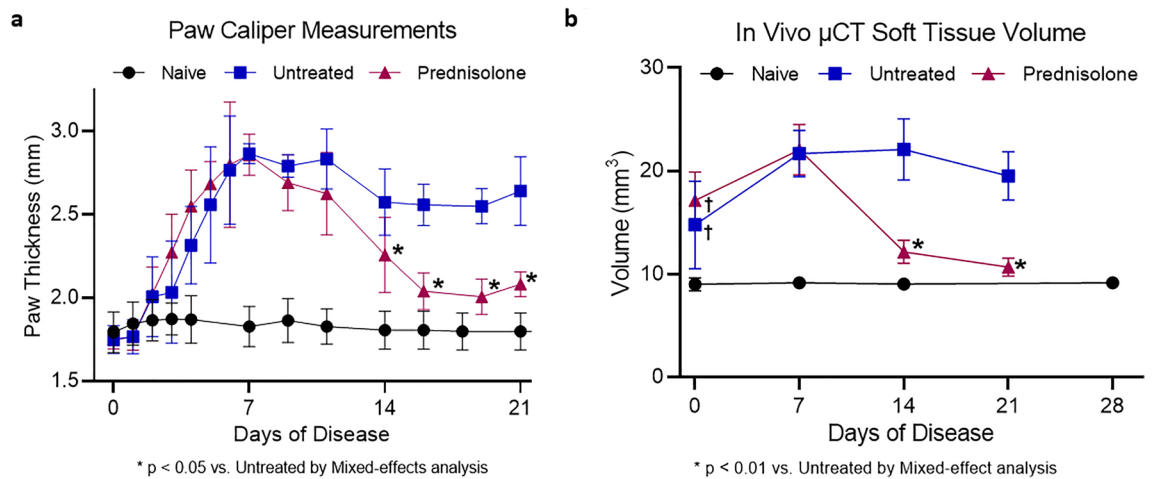 a
Paw Caliper Measurements
Naive Untreated Prednisolone
Paw Thickness (mm)
3.0
2.5
2.0
1.5
* * * *
0 7 14 21
Days of Disease
* p < 0.05 vs. Untreated by Mixed-effects analysis
b
In Vivo µCT Soft Tissue Volume
Naive Untreated Prednisolone
Volume (mm³)
30
20
10
0
†
†
* *
0 7 14 21 28
Days of Disease
* p < 0.01 vs. Untreated by Mixed-effect analysis